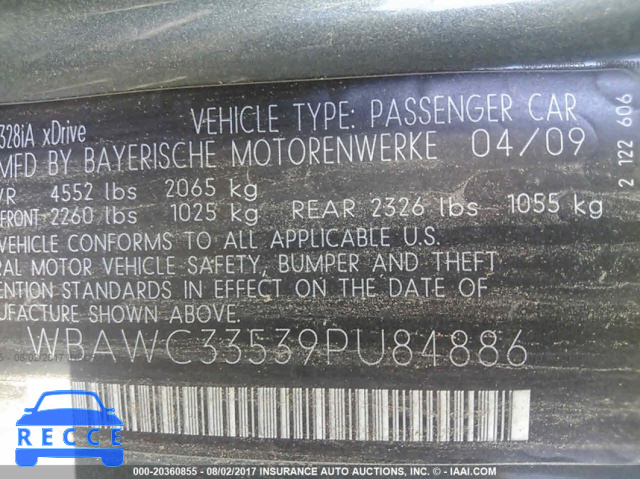 328iA xDrive VEHICLE TYPE: PASSENGER CAR
MFD BY BAYERISCHE MOTORENWERKE 04/09
VR 4552 lbs 2065 kg
FRONT 2260 lbs 1025 kg REAR 2326 lbs 1055 kg
VEHICLE CONFORMS TO ALL APPLICABLE U.S.
RAL MOTOR VEHICLE SAFETY, BUMPER AND THEFT
ENTION STANDARDS IN EFFECT ON THE DATE OF
NUFACTURE SHOWN ABOVE.
WBAWC33539PU84886
2 122 606
RECCE
000-20360855 - 08/02/2017 - INSURANCE AUTO AUCTIONS, INC. - © - IAAI.COM